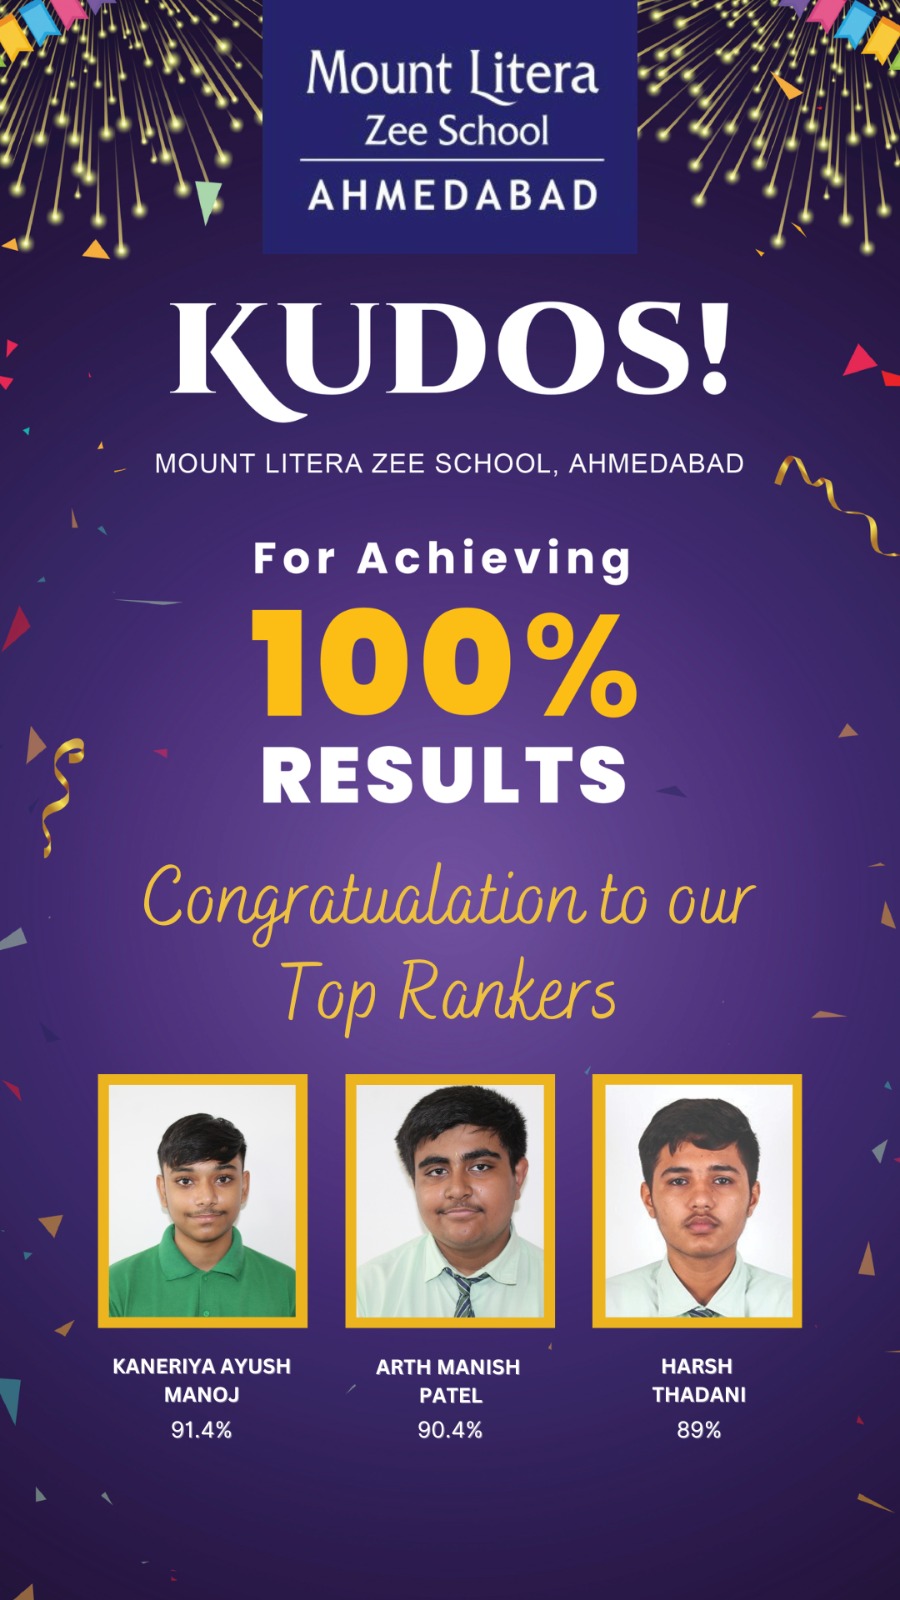 Mount Litera
Zee School
AHMEDABAD
KUDOS!
MOUNT LITERA ZEE SCHOOL, AHMEDABAD
For Achieving
100%
RESULTS
Congratualation to our
Top Rankers
KANERIYA AYUSH
MANOJ
91.4%
ARTH MANISH
PATEL
90.4%
HARSH
THADANI
89%